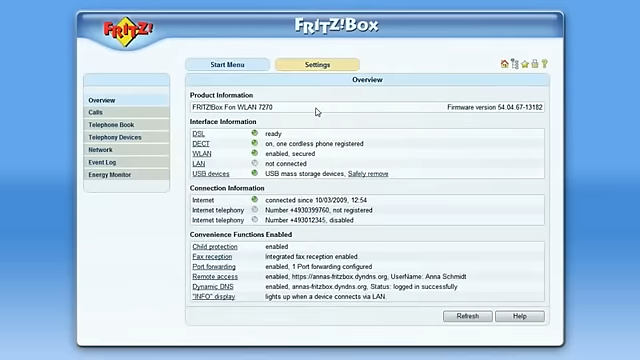 FRITZ!
FRITZ!BOX
Start Menu
Settings
Overview
Overview
Calls
Telephone Book
Telephony Devices
Network
Event Log
Energy Monitor
Product Information
FRITZ!Box Fon WLAN 7270 Firmware version 54.04.67-13182
Interface Information
DSL ready
DECT on, one cordless phone registered
WLAN enabled, secured
LAN not connected
USB devices USB mass storage devices, Safely remove
Connection Information
Internet connected since 10/03/2009, 12:54
Internet telephony Number +4930399760, not registered
Internet telephony Number +493012345, disabled
Convenience Functions Enabled
Child protection enabled
Fax reception Integrated fax reception enabled.
Port forwarding enabled, 1 Port forwarding configured
Remote access enabled, https://annas-fritzbox.dyndns.org, UserName: Anna Schmidt
Dynamic DNS enabled, annas-fritzbox.dyndns.org, Status: logged in successfully
"INFO" display lights up when a device connects via LAN.
Refresh
Help